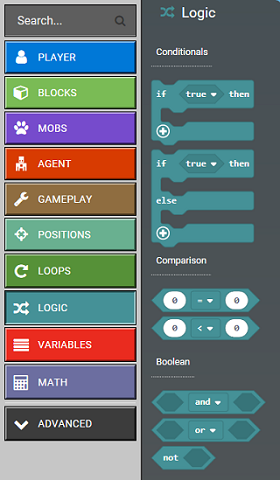 Search...
PLAYER
BLOCKS
MOBS
AGENT
GAMEPLAY
POSITIONS
LOOPS
LOGIC
VARIABLES
MATH
ADVANCED
Logic
Conditionals
if true then
if true then
else
Comparison
0 = 0
0 < 0
Boolean
and
or
not